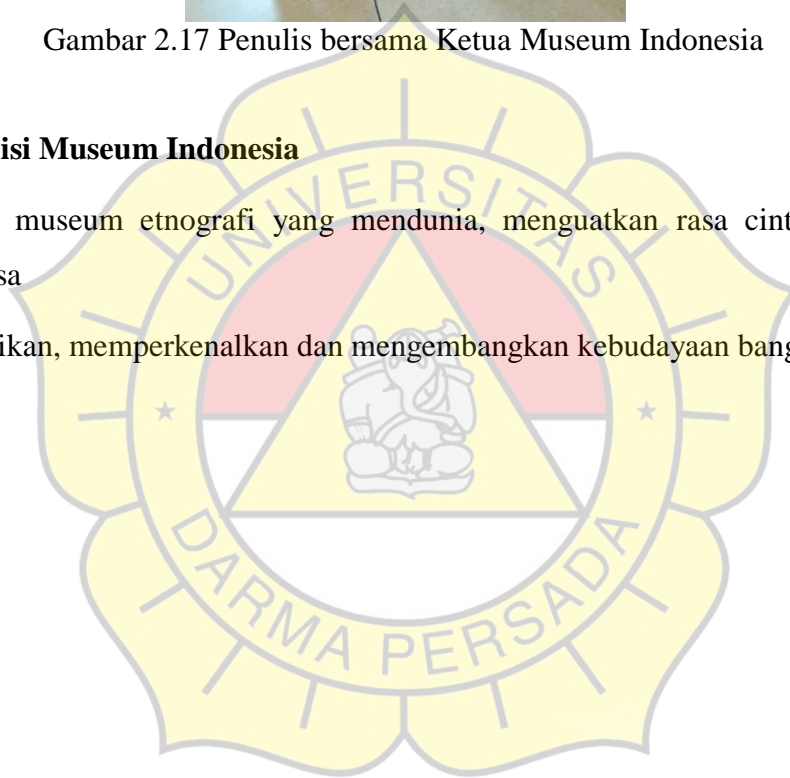 Gambar 2.17 Penulis bersama Ketua Museum Indonesia
isi Museum Indonesia
museum etnografi yang mendunia, menguatkan rasa cint
sa
ikan, memperkenalkan dan mengembangkan kebudayaan bang
UNIVERSITAS
DARMA PERSADA